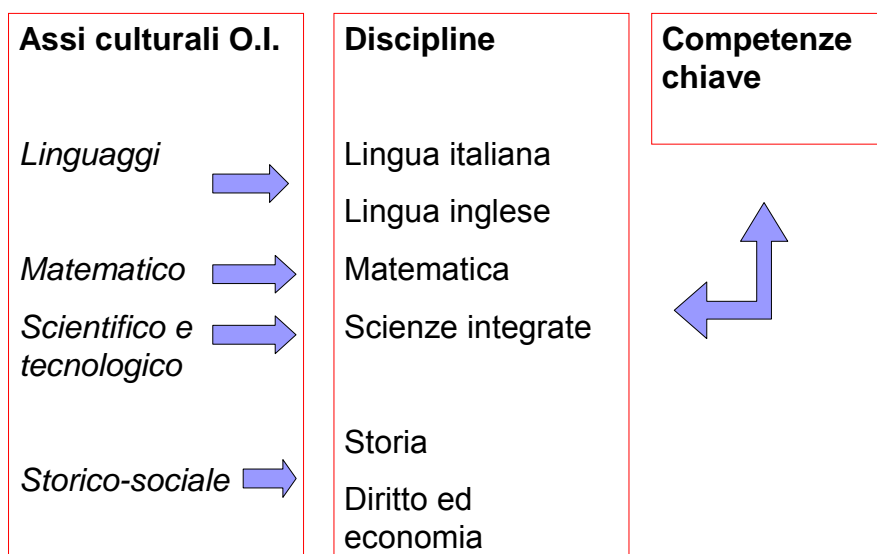 Assi culturali O.I.
Linguaggi
Matematico
Scientifico e
tecnologico
Storico-sociale
Discipline
Lingua italiana
Lingua inglese
Matematica
Scienze integrate
Storia
Diritto ed
economia
Competenze
chiave